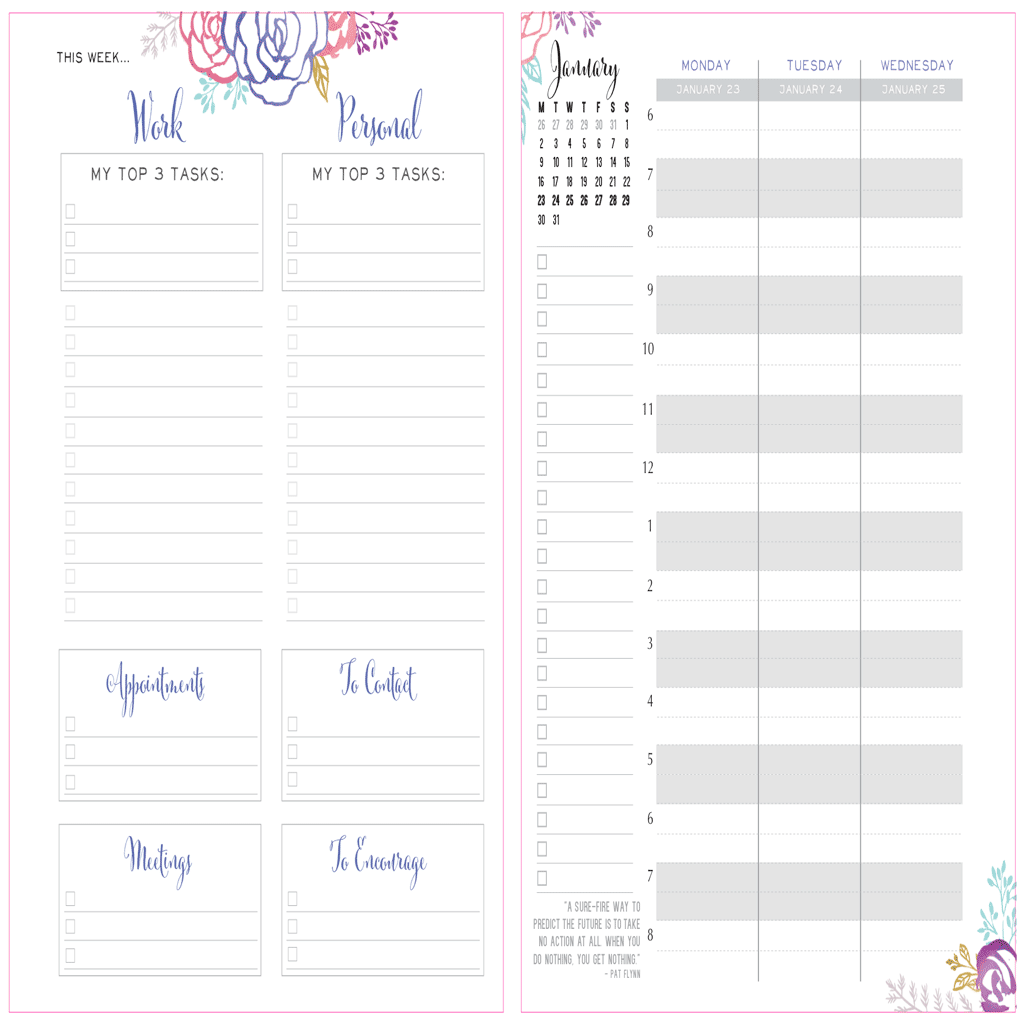 THIS WEEK...
Work
Personal
MY TOP 3 TASKS:
MY TOP 3 TASKS:
Appointments
To Contact
Meetings
To Encourage
January
M T W T F S S
26 27 28 29 30 31 1
2 3 4 5 6 7 8
9 10 11 12 13 14 15
16 17 18 19 20 21 22
23 24 25 26 27 28 29
30 31
"A SURE-FIRE WAY TO
PREDICT THE FUTURE IS TO TAKE
NO ACTION AT ALL. WHEN YOU
DO NOTHING, YOU GET NOTHING."
~ PAT FLYNN
MONDAY TUESDAY WEDNESDAY
JANUARY 23 JANUARY 24 JANUARY 25
6
7
8
9
10
11
12
1
2
3
4
5
6
7
8